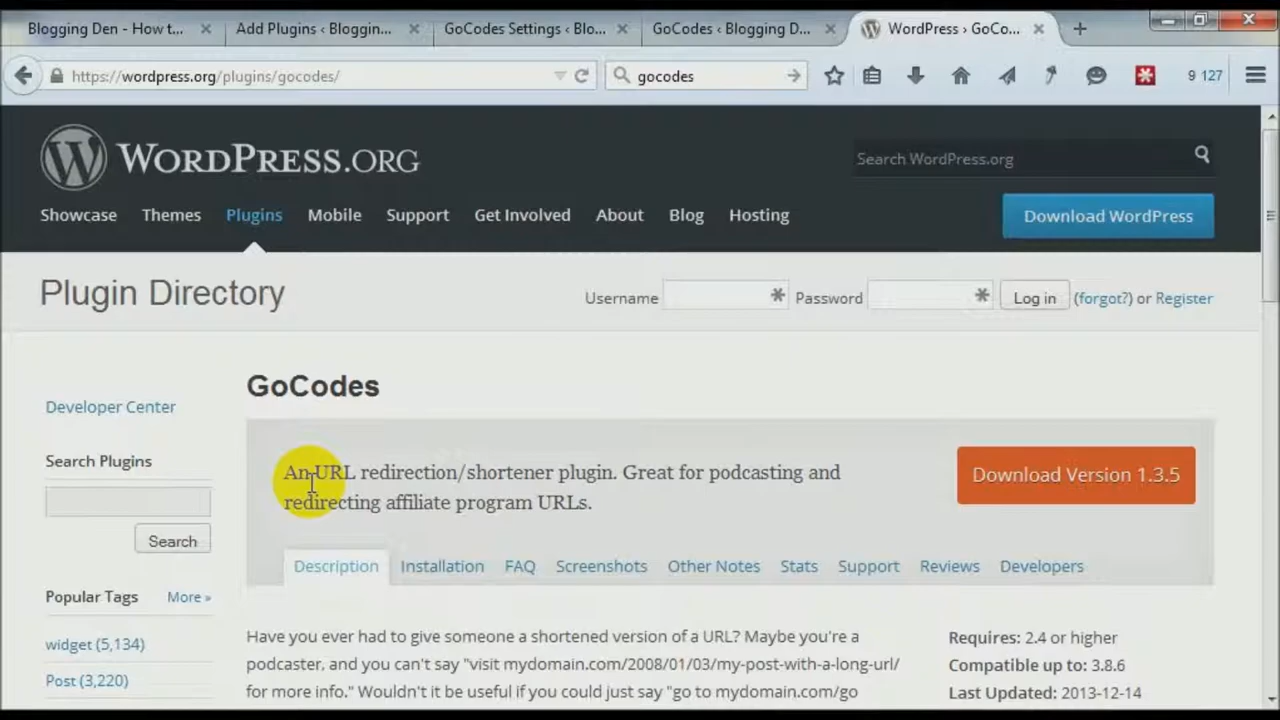 Blogging Den - How t...
Add Plugins ‹ Bloggin...
GoCodes Settings ‹ Blo...
GoCodes ‹ Blogging D...
WordPress › GoCo...
https://wordpress.org/plugins/gocodes/
gocodes
9 127
WORDPRESS.ORG
Search WordPress.org
Showcase Themes Plugins Mobile Support Get Involved About Blog Hosting
Download WordPress
Plugin Directory
Username
Password
Log in
(forgot?) or Register
GoCodes
Developer Center
Search Plugins
Search
Popular Tags More »
widget (5,134)
Post (3,220)
An URL redirection/shortener plugin. Great for podcasting and
redirecting affiliate program URLs.
Download Version 1.3.5
Description Installation FAQ Screenshots Other Notes Stats Support Reviews Developers
Have you ever had to give someone a shortened version of a URL? Maybe you're a
podcaster, and you can't say "visit mydomain.com/2008/01/03/my-post-with-a-long-url/
for more info." Wouldn't it be useful if you could just say "go to mydomain.com/go
Requires: 2.4 or higher
Compatible up to: 3.8.6
Last Updated: 2013-12-14